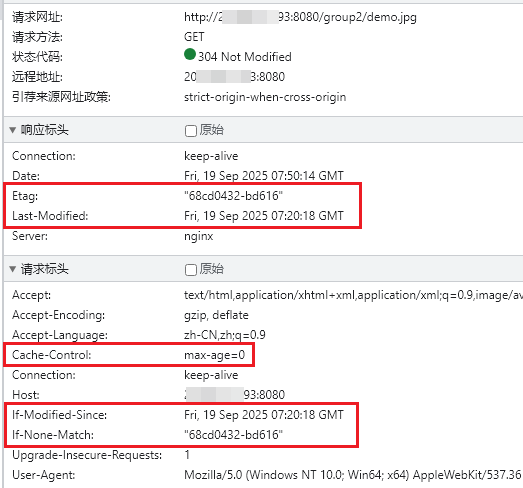 请求网址: http://2 93:8080/group2/demo.jpg
请求方法: GET
状态代码: 304 Not Modified
远程地址: 20 3:8080
引荐来源网址政策: strict-origin-when-cross-origin
▼ 响应标头 原始
Connection: keep-alive
Date: Fri, 19 Sep 2025 07:50:14 GMT
Etag: "68cd0432-bd616"
Last-Modified: Fri, 19 Sep 2025 07:20:18 GMT
Server: nginx
▼ 请求标头 原始
Accept: text/html,application/xhtml+xml,application/xml;q=0.9,image/av
Accept-Encoding: gzip, deflate
Accept-Language: zh-CN,zh;q=0.9
Cache-Control: max-age=0
Connection: keep-alive
Host: 93:8080
If-Modified-Since: Fri, 19 Sep 2025 07:20:18 GMT
If-None-Match: "68cd0432-bd616"
Upgrade-Insecure-Requests: 1
User-Agent: Mozilla/5.0 (Windows NT 10.0; Win64; x64) AppleWebKit/537.36